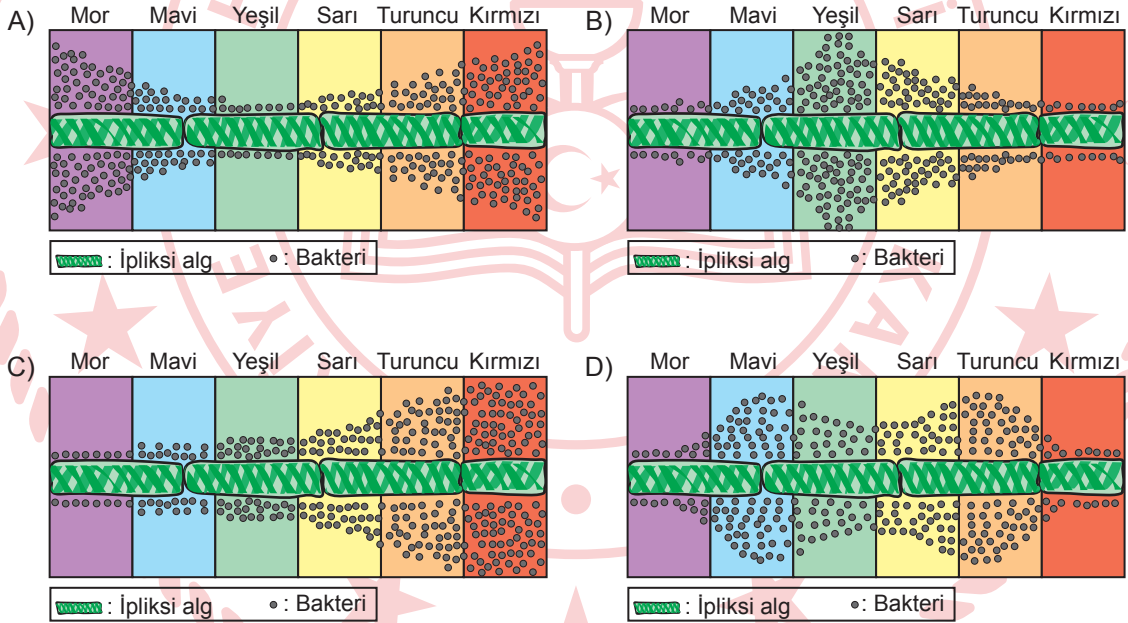 A) Mor Mavi Yeşil Sarı Turuncu Kırmızı
: İpliksi alg : Bakteri
B) Mor Mavi Yeşil Sarı Turuncu Kırmızı
: İpliksi alg : Bakteri
C) Mor Mavi Yeşil Sarı Turuncu Kırmızı
: İpliksi alg : Bakteri
D) Mor Mavi Yeşil Sarı Turuncu Kırmızı
: İpliksi alg : Bakteri